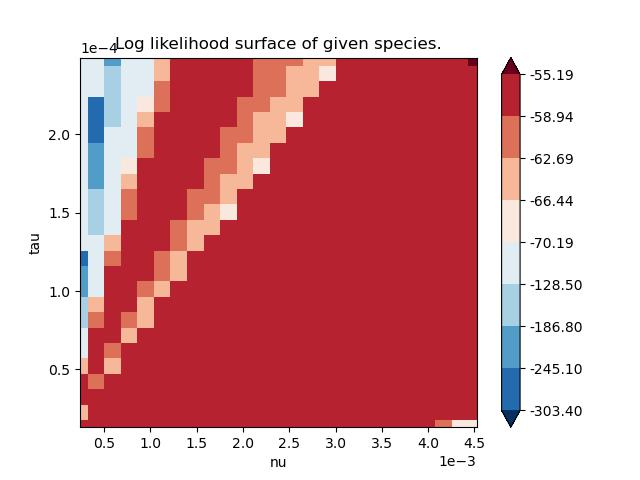 1e−4
Log likelihood surface of given species.
2.0
1.5
1.0
0.5
tau
0.5 1.0 1.5 2.0 2.5 3.0 3.5 4.0 4.5
1e−3
nu
-55.19
-58.94
-62.69
-66.44
-70.19
-128.50
-186.80
-245.10
-303.40